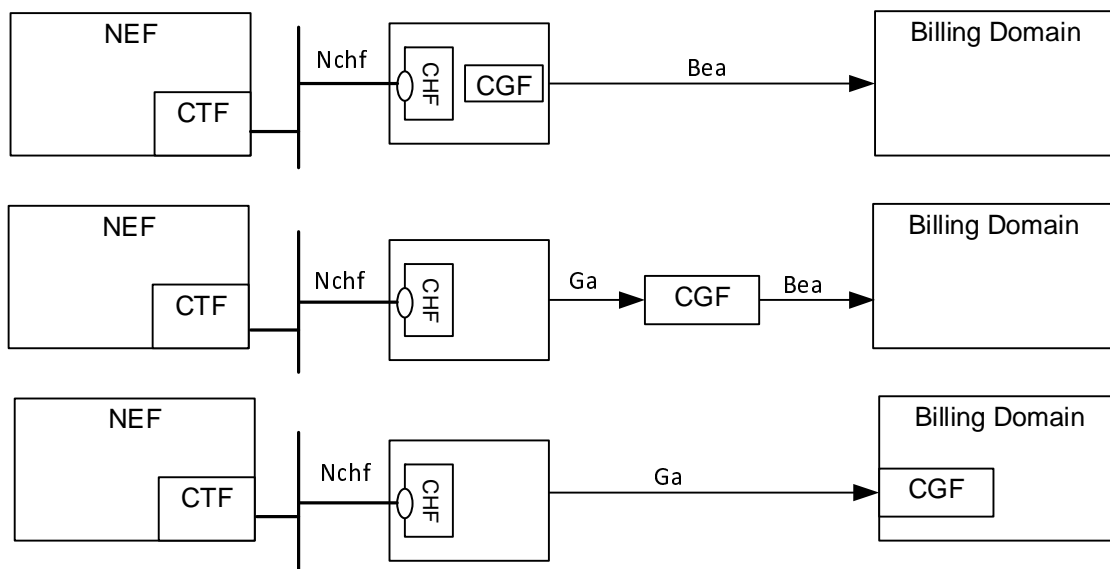 NEF
Billing Domain
Nchf
CHF
CGF
Bea
CTF
NEF
Billing Domain
Nchf
CHF
Ga
CGF
Bea
CTF
NEF
Billing Domain
Nchf
CHF
Ga
CGF
CTF